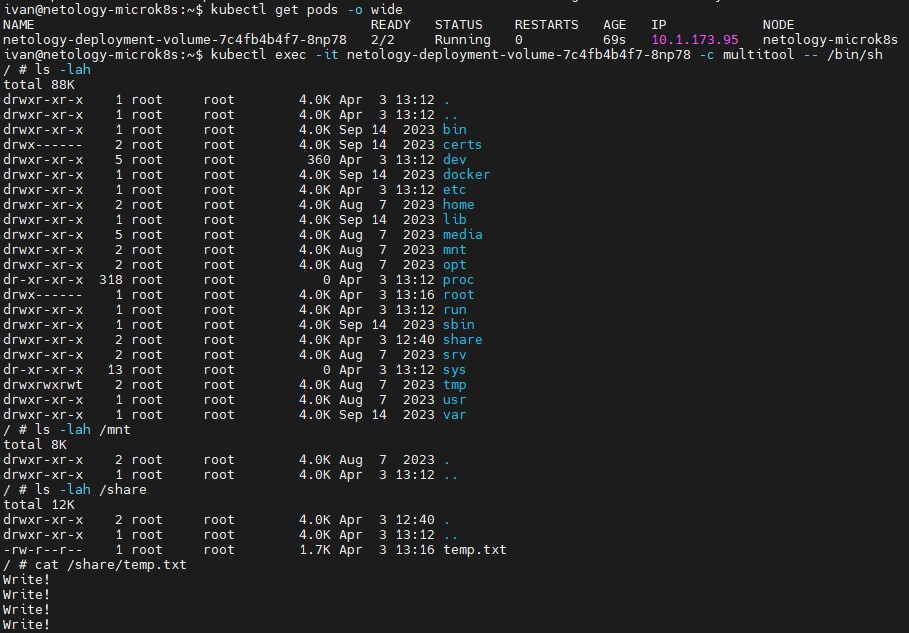 ivan@netology-microk8s:~$ kubectl get pods -o wide
NAME                                          READY   STATUS    RESTARTS   AGE   IP            NODE
netology-deployment-volume-7c4fb4b4f7-8np78   2/2     Running   0          69s   10.1.173.95   netology-microk8s
ivan@netology-microk8s:~$ kubectl exec -it netology-deployment-volume-7c4fb4b4f7-8np78 -c multitool -- /bin/sh
/ # ls -lah
total 88K
drwxr-xr-x    1 root     root        4.0K Apr  3 13:12 .
drwxr-xr-x    1 root     root        4.0K Apr  3 13:12 ..
drwxr-xr-x    1 root     root        4.0K Sep 14  2023 bin
drwx------    2 root     root        4.0K Sep 14  2023 certs
drwxr-xr-x    5 root     root         360 Apr  3 13:12 dev
drwxr-xr-x    1 root     root        4.0K Sep 14  2023 docker
drwxr-xr-x    1 root     root        4.0K Apr  3 13:12 etc
drwxr-xr-x    2 root     root        4.0K Aug  7  2023 home
drwxr-xr-x    1 root     root        4.0K Sep 14  2023 lib
drwxr-xr-x    5 root     root        4.0K Aug  7  2023 media
drwxr-xr-x    2 root     root        4.0K Aug  7  2023 mnt
drwxr-xr-x    2 root     root        4.0K Aug  7  2023 opt
dr-xr-xr-x  318 root     root           0 Apr  3 13:12 proc
drwx------    1 root     root        4.0K Apr  3 13:16 root
drwxr-xr-x    1 root     root        4.0K Apr  3 13:12 run
drwxr-xr-x    1 root     root        4.0K Sep 14  2023 sbin
drwxr-xr-x    2 root     root        4.0K Apr  3 12:40 share
drwxr-xr-x    2 root     root        4.0K Aug  7  2023 srv
dr-xr-xr-x   13 root     root           0 Apr  3 13:12 sys
drwxrwxrwt    2 root     root        4.0K Aug  7  2023 tmp
drwxr-xr-x    1 root     root        4.0K Aug  7  2023 usr
drwxr-xr-x    1 root     root        4.0K Sep 14  2023 var
/ # ls -lah /mnt
total 8K
drwxr-xr-x    2 root     root        4.0K Aug  7  2023 .
drwxr-xr-x    1 root     root        4.0K Apr  3 13:12 ..
/ # ls -lah /share
total 12K
drwxr-xr-x    2 root     root        4.0K Apr  3 12:40 .
drwxr-xr-x    1 root     root        4.0K Apr  3 13:12 ..
-rw-r--r--    1 root     root        1.7K Apr  3 13:16 temp.txt
/ # cat /share/temp.txt
Write!
Write!
Write!
Write!